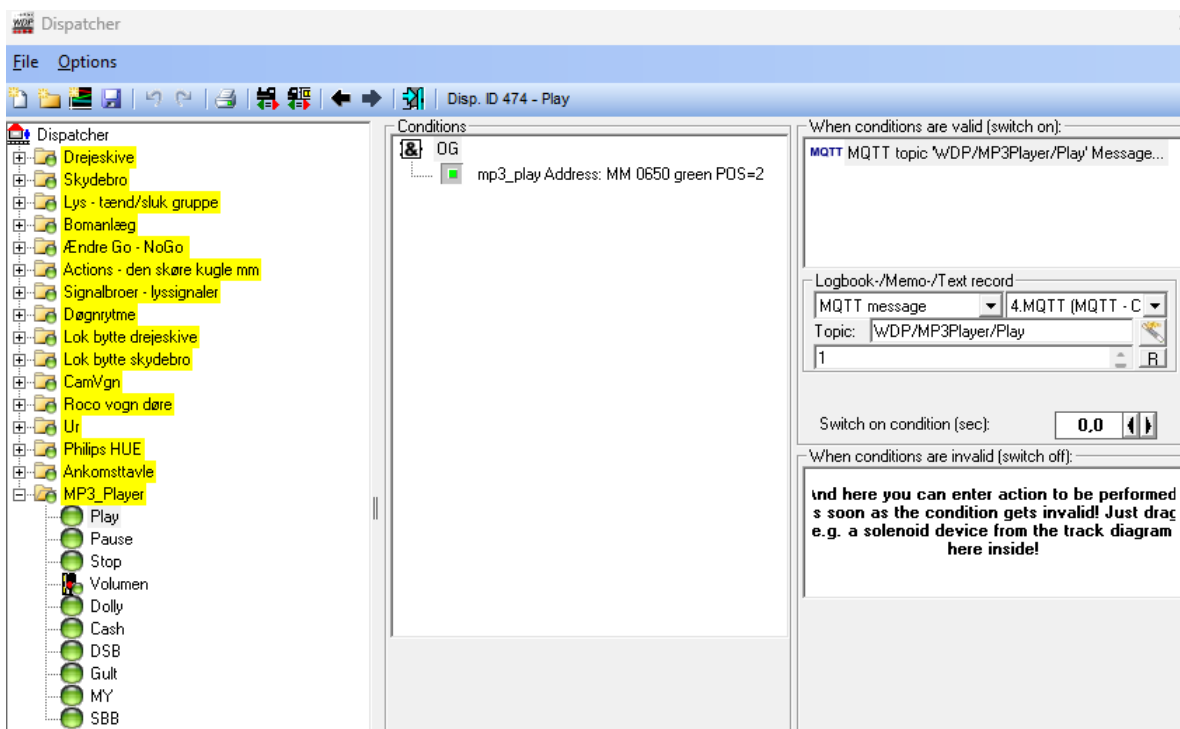 WDP Dispatcher
File Options
Disp. ID 474 - Play
Dispatcher
Drejeskive
Skydebro
Lys - tænd/sluk gruppe
Bomanlæg
Ændre Go - NoGo
Actions - den skøre kugle mm
Signalbroer - lyssignaler
Døgnrytme
Lok bytte drejeskive
Lok bytte skydebro
CamVgn
Roco vogn døre
Ur
Philips HUE
Ankomsttavle
MP3_Player
Play
Pause
Stop
Volumen
Dolly
Cash
DSB
Gult
MY
SBB
Conditions
& OG
mp3_play Address: MM 0650 green POS=2
When conditions are valid (switch on):
MQTT MQTT topic 'WDP/MP3Player/Play' Message...
Logbook-/Memo-/Text record
MQTT message 4.MQTT (MQTT - C
Topic: WDP/MP3Player/Play
1 R
Switch on condition (sec): 0,0
When conditions are invalid (switch off):
nd here you can enter action to be performed
s soon as the condition gets invalid! Just drag
e.g. a solenoid device from the track diagram
here inside!